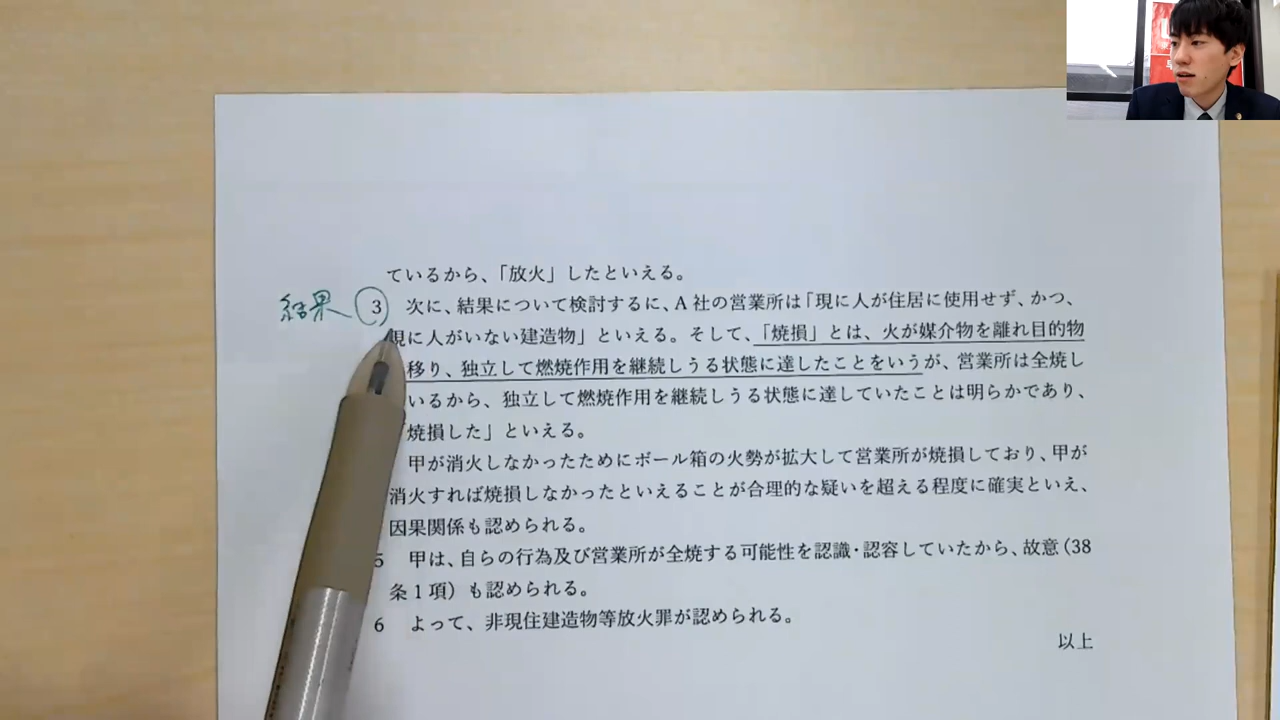 ているから、「放火」したといえる。
結果 3 次に、結果について検討するに、A社の営業所は「現に人が住居に使用せず、かつ、
現に人がいない建造物」といえる。そして、「焼損」とは、火が媒介物を離れ目的物
移り、独立して燃焼作用を継続しうる状態に達したことをいうが、営業所は全焼し
いるから、独立して燃焼作用を継続しうる状態に達していたことは明らかであり、
焼損した」といえる。
甲が消火しなかったためにボール箱の火勢が拡大して営業所が焼損しており、甲が
消火すれば焼損しなかったといえることが合理的な疑いを超える程度に確実といえ、
因果関係も認められる。
5 甲は、自らの行為及び営業所が全焼する可能性を認識・認容していたから、故意(38
条1項)も認められる。
6 よって、非現住建造物等放火罪が認められる。
以上